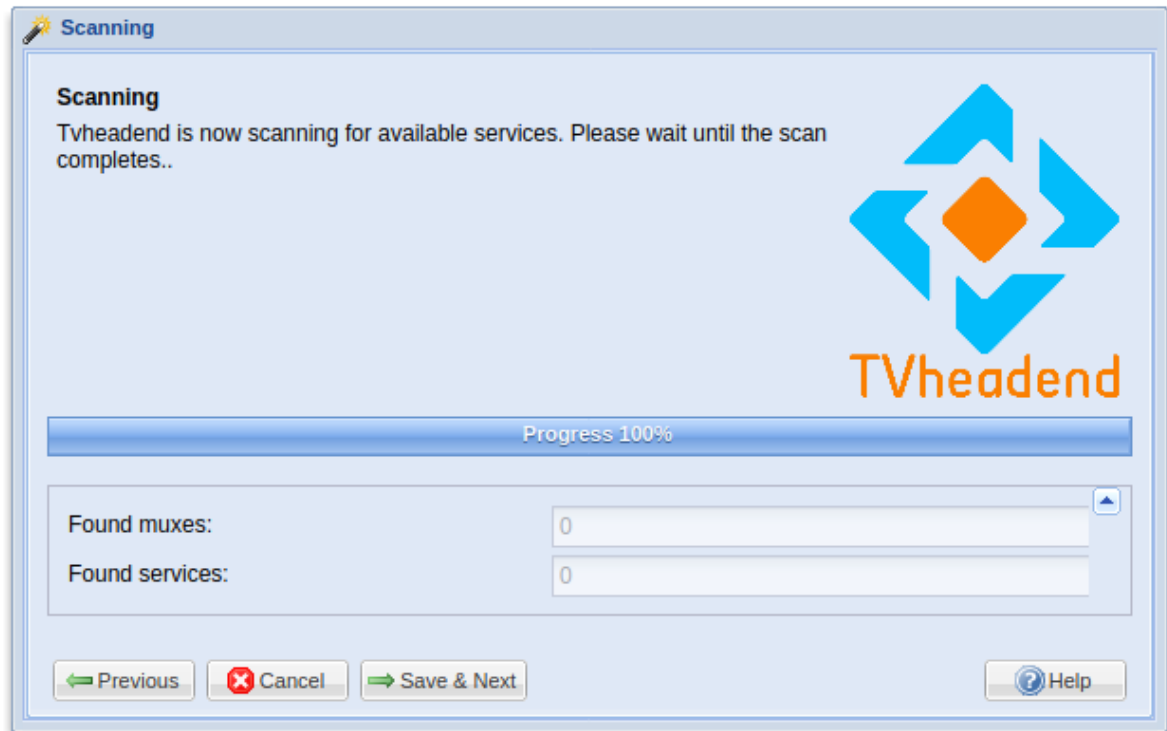 Scanning
Scanning
Tvheadend is now scanning for available services. Please wait until the scan
completes..
TVheadend
Progress 100%
Found muxes: 0
Found services: 0
Previous Cancel Save & Next Help